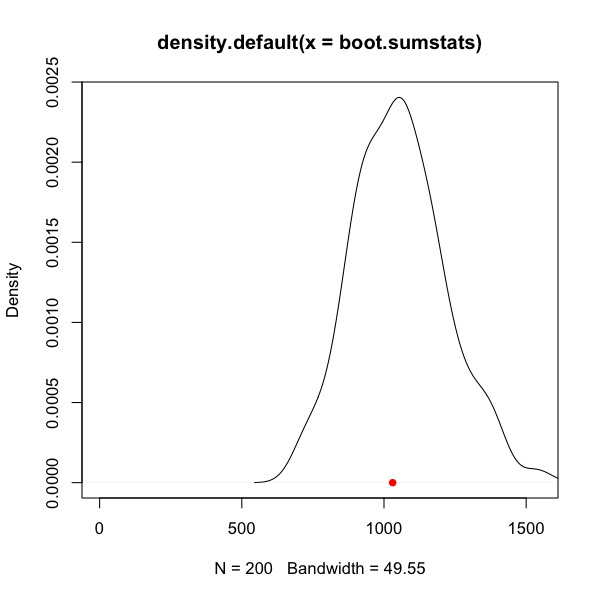 density.default(x = boot.sumstats)
Density
0.0025
0.0020
0.0015
0.0010
0.0005
0.0000
0 500 1000 1500
N = 200 Bandwidth = 49.55